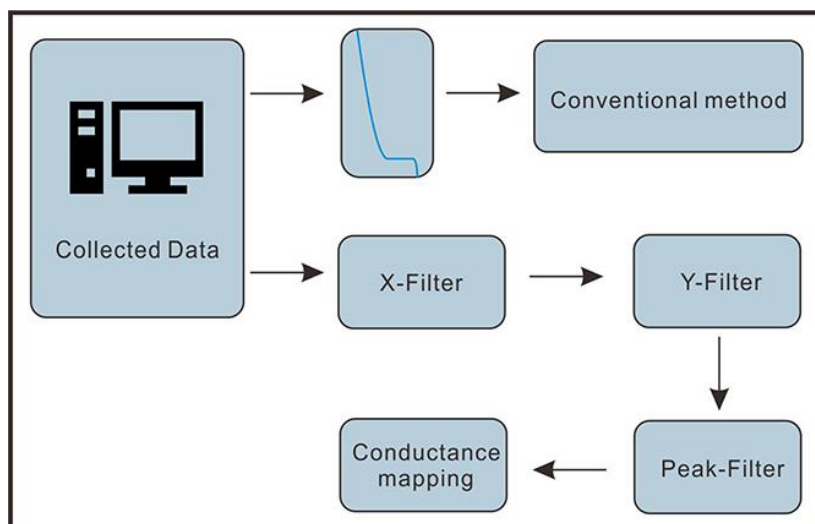 Collected Data
Conventional method
X-Filter
Y-Filter
Peak-Filter
Conductance
mapping